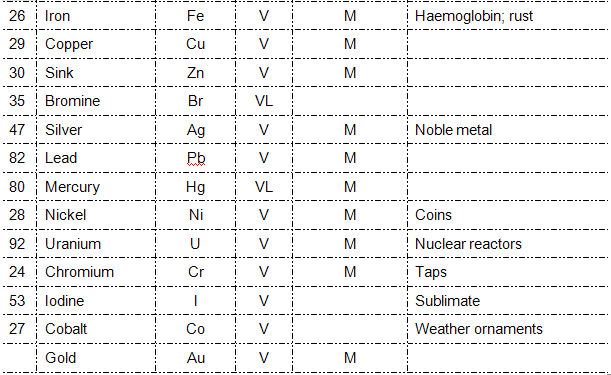 26 Iron Fe V M Haemoglobin; rust
29 Copper Cu V M
30 Sink Zn V M
35 Bromine Br VL
47 Silver Ag V M Noble metal
82 Lead Pb V M
80 Mercury Hg VL M
28 Nickel Ni V M Coins
92 Uranium U V M Nuclear reactors
24 Chromium Cr V M Taps
53 Iodine I V Sublimate
27 Cobalt Co V Weather ornaments
Gold Au V M